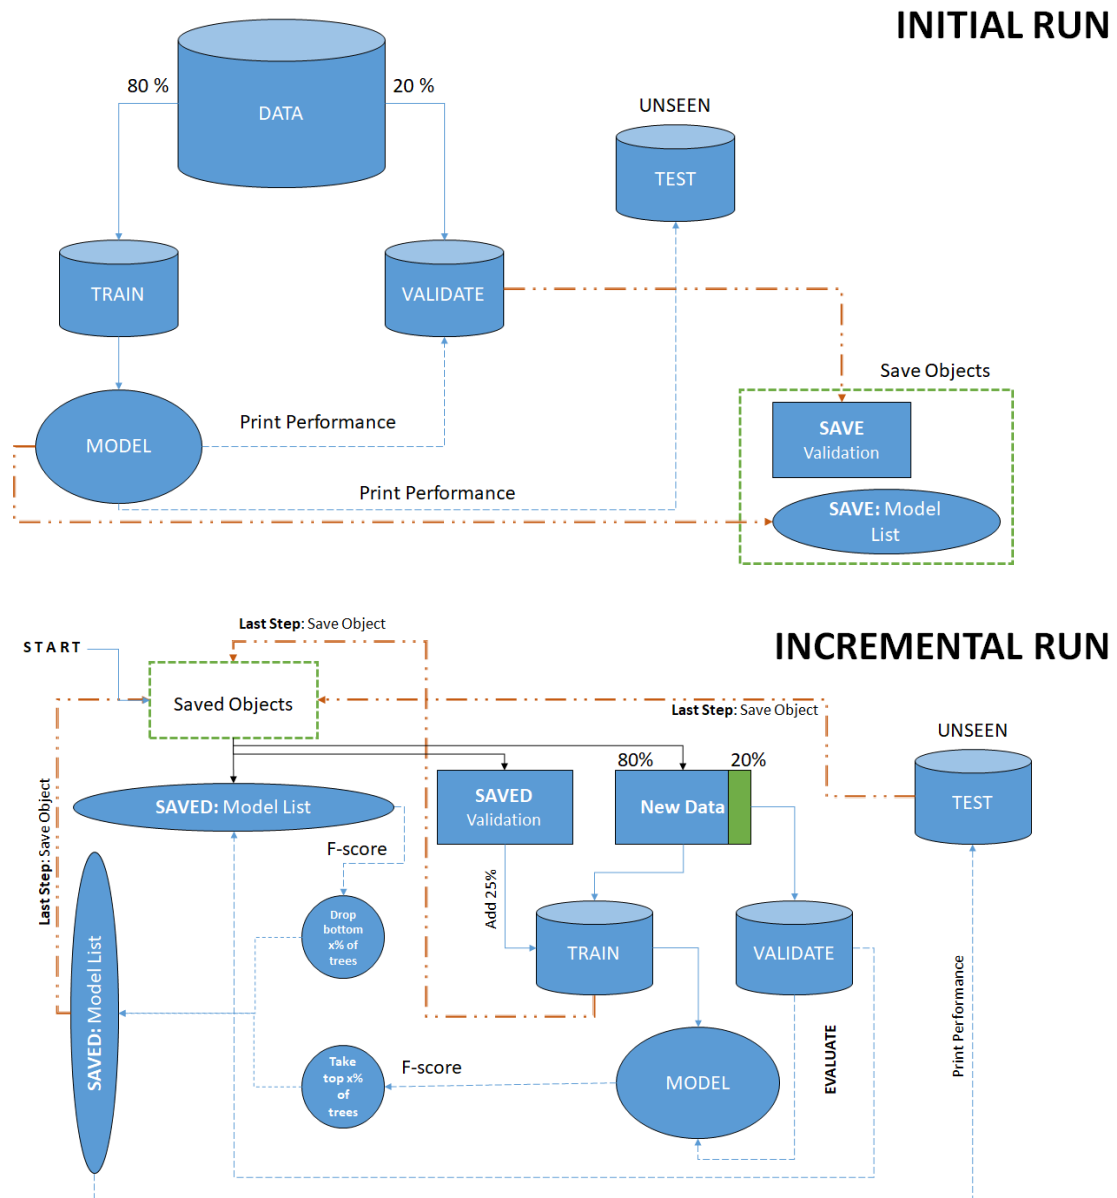 INITIAL RUN
80 %
20 %
DATA
UNSEEN
TEST
TRAIN
VALIDATE
Save Objects
MODEL
Print Performance
SAVE
Validation
Print Performance
SAVE: Model
List
Last Step: Save Object
START
INCREMENTAL RUN
Saved Objects
Last Step: Save Object
UNSEEN
80%
20%
SAVED: Model List
SAVED
Validation
New Data
TEST
Last Step: Save Object
F-score
Add 25%
Drop
bottom
x% of
trees
TRAIN
VALIDATE
SAVED: Model List
Print Performance
EVALUATE
Take
top x%
of
trees
F-score
MODEL